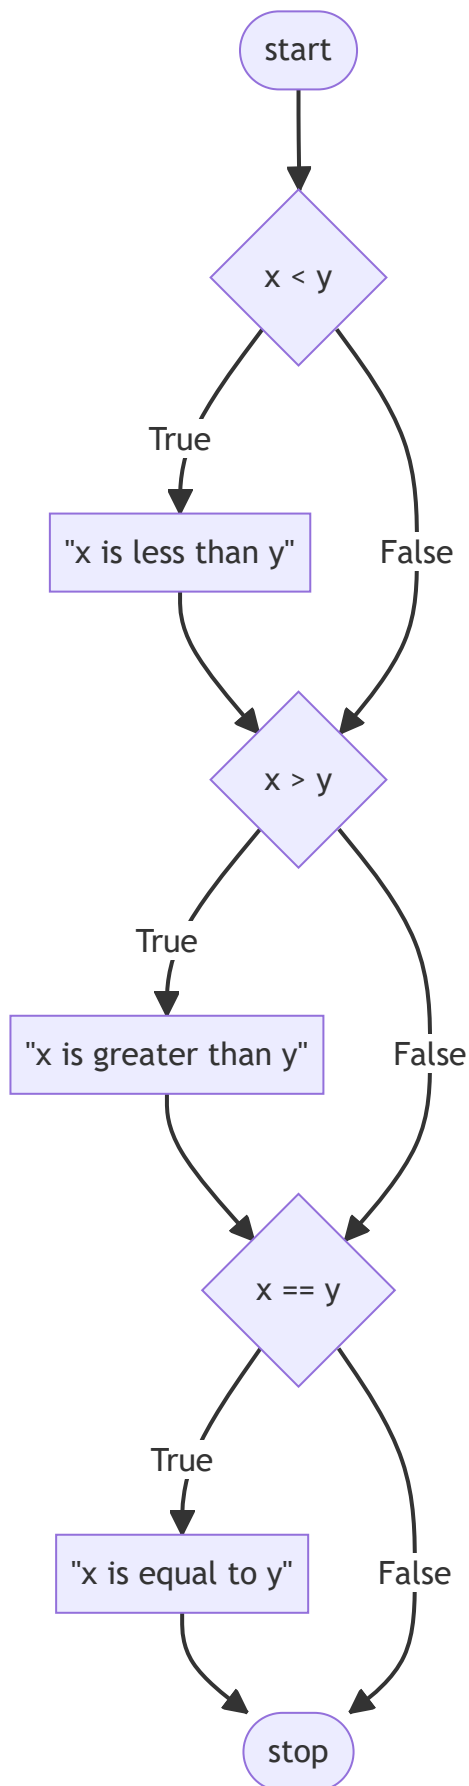 start
x < y
True
"x is less than y"
False
x > y
True
"x is greater than y"
False
x == y
True
"x is equal to y"
False
stop